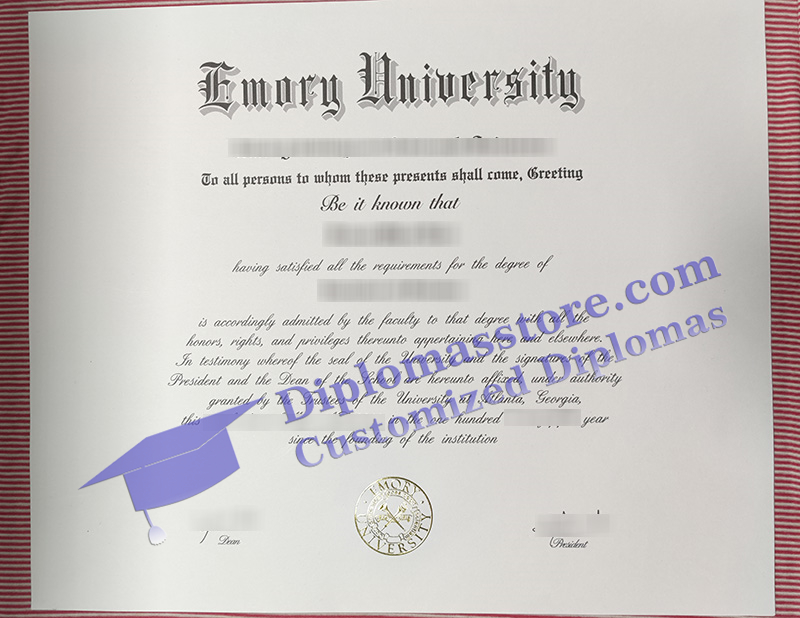 Emory University
To all persons to whom these presents shall come, Greeting
Be it known that
having satisfied all the requirements for the degree of
is accordingly admitted by the faculty to that degree with all the
honors, rights, and privileges thereunto appertaining here and elsewhere.
In testimony whereof the seal of the University and the signatures of the
President and the Dean of the School are hereunto affixed under authority
granted by the Trustees of the University at Atlanta, Georgia,
this in the one hundred year
since the founding of the institution
Diplomasstore.com
Customized Diplomas
EMORY
UNIVERSITY
Dean
President